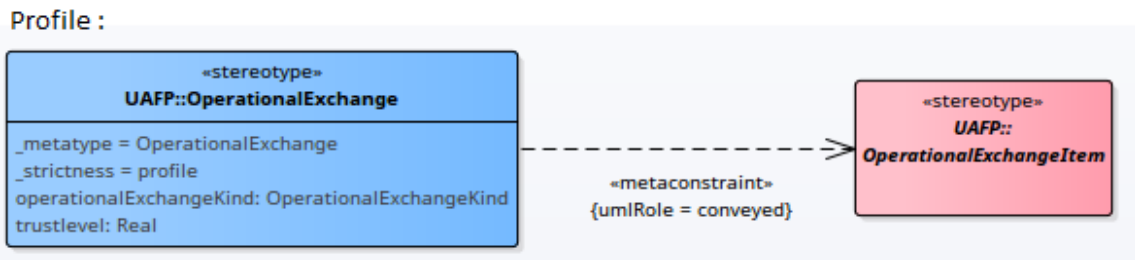 Profile :
«stereotype»
UAFP::OperationalExchange
_metatype = OperationalExchange
_strictness = profile
operationalExchangeKind: OperationalExchangeKind
trustlevel: Real
«metaconstraint»
{umlRole = conveyed}
«stereotype»
UAFP::
OperationalExchangeItem